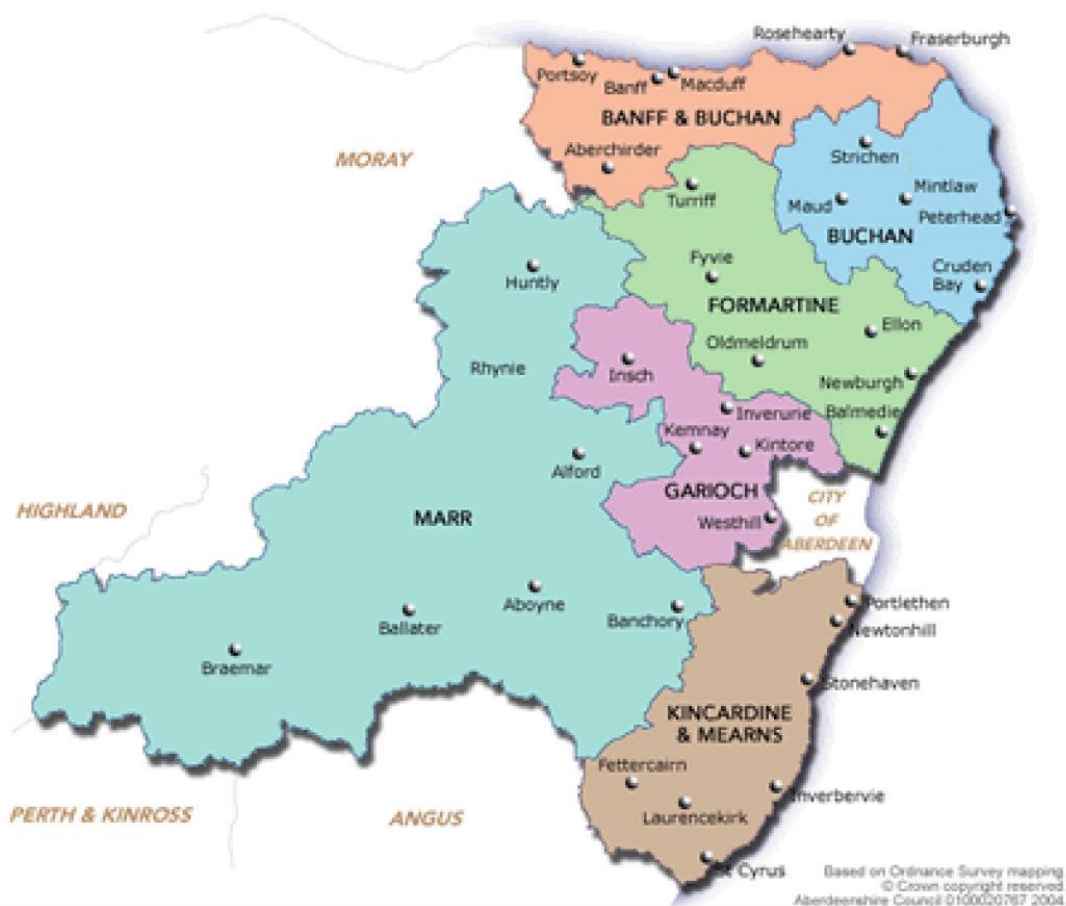 Rosehearty
Fraserburgh
Portsoy
Banff
Macduff
BANFF & BUCHAN
MORAY
Aberchirder
Strichen
Turriff
Maud
Mintlaw
Peterhead
BUCHAN
Fyvie
Huntly
Cruden
Bay
FORMARTINE
Ellon
Oldmeldrum
Rhynie
Insch
Newburgh
Inverurie
Balmedie
Kemnay
Kintore
Alford
HIGHLAND
MARR
GARIOCH
Westhill
CITY
OF
ABERDEEN
Aboyne
Ballater
Banchory
Portlethen
Newtonhill
Braemar
Stonehaven
KINCARDINE
& MEARNS
Fettercairn
Inverbervie
Laurencekirk
PERTH & KINROSS
ANGUS
St Cyrus
Based on Ordnance Survey mapping
© Crown copyright reserved
Aberdeenshire Council 0100020767 2004